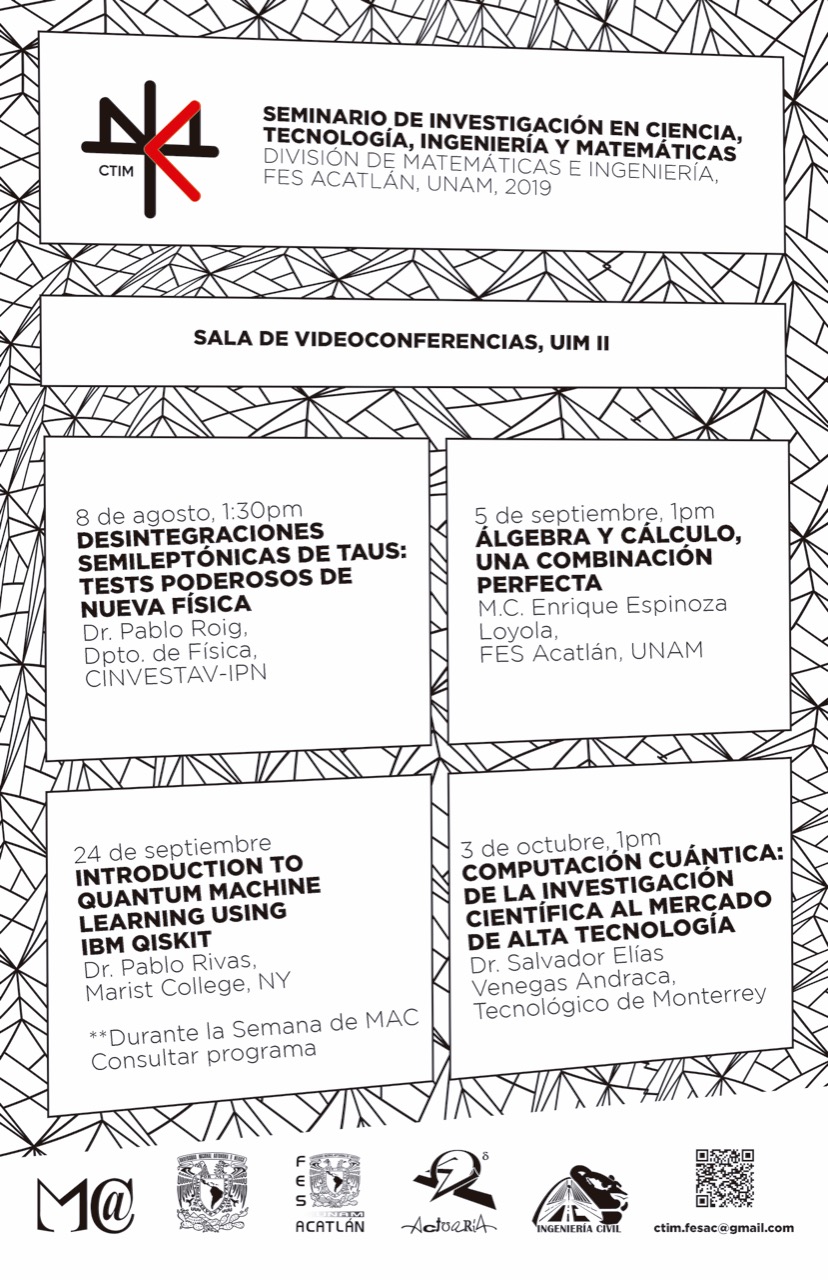 CTIM
SEMINARIO DE INVESTIGACIÓN EN CIENCIA,
TECNOLOGÍA, INGENIERÍA Y MATEMÁTICAS
DIVISIÓN DE MATEMÁTICAS E INGENIERÍA,
FES ACATLÁN, UNAM, 2019
SALA DE VIDEOCONFERENCIAS, UIM II
8 de agosto, 1:30pm
DESINTEGRACIONES
SEMILEPTÓNICAS DE TAUS:
TESTS PODEROSOS DE
NUEVA FÍSICA
Dr. Pablo Roig,
Dpto. de Física,
CINVESTAV-IPN
5 de septiembre, 1pm
ÁLGEBRA Y CÁLCULO,
UNA COMBINACIÓN
PERFECTA
M.C. Enrique Espinoza
Loyola,
FES Acatlán, UNAM
24 de septiembre
INTRODUCTION TO
QUANTUM MACHINE
LEARNING USING
IBM QISKIT
Dr. Pablo Rivas,
Marist College, NY
**Durante la Semana de MAC
Consultar programa
3 de octubre, 1pm
COMPUTACIÓN CUÁNTICA:
DE LA INVESTIGACIÓN
CIENTÍFICA AL MERCADO
DE ALTA TECNOLOGÍA
Dr. Salvador Elías
Venegas Andraca,
Tecnológico de Monterrey
M@
FES
UNAM
ACATLÁN
δ
ActuaRíA
INGENIERÍA CIVIL
ctim.fesac@gmail.com